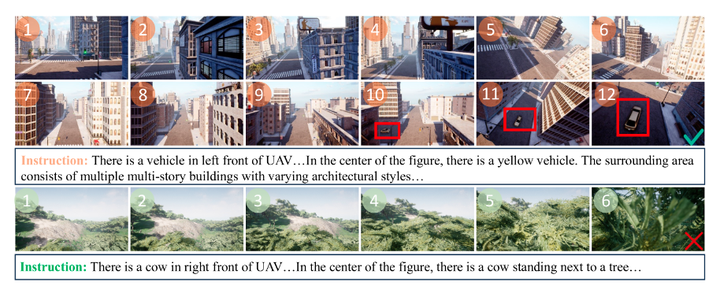 1 2 3 4 5 6
7 8 9 10 11 12
Instruction: There is a vehicle in left front of UAV…In the center of the figure, there is a yellow vehicle. The surrounding area
consists of multiple multi-story buildings with varying architectural styles…
1 2 3 4 5 6
Instruction: There is a cow in right front of UAV…In the center of the figure, there is a cow standing next to a tree…